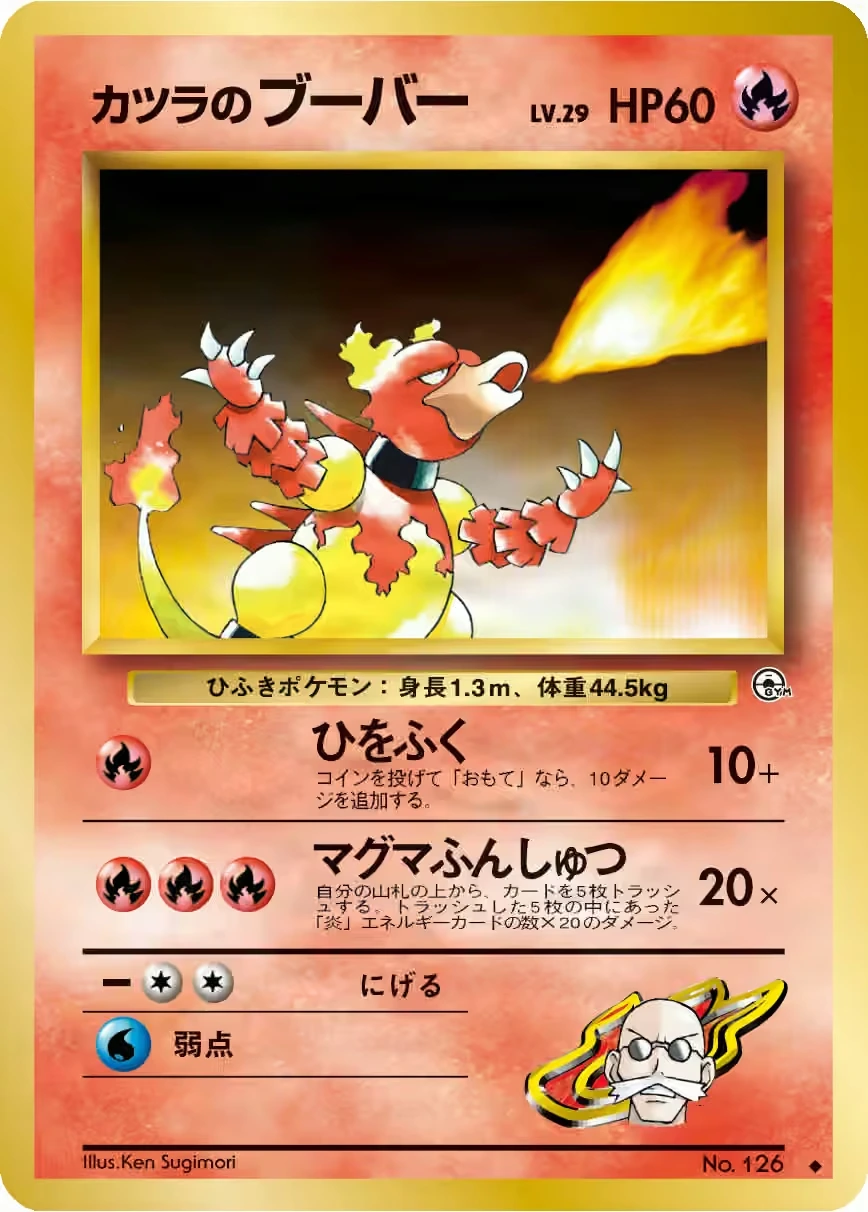 カツラのブーバー LV.29 HP60
ひふきポケモン：身長1.3m、体重44.5kg
GYM
ひをふく 10+
コインを投げて「おもて」なら、10ダメー
ジを追加する。
マグマふんしゅつ 20×
自分の山札の上から、カードを5枚トラッシ
ュする。トラッシュした5枚の中にあった
「炎」エネルギーカードの数×20のダメージ。
にげる
弱点
Illus.Ken Sugimori No. 126